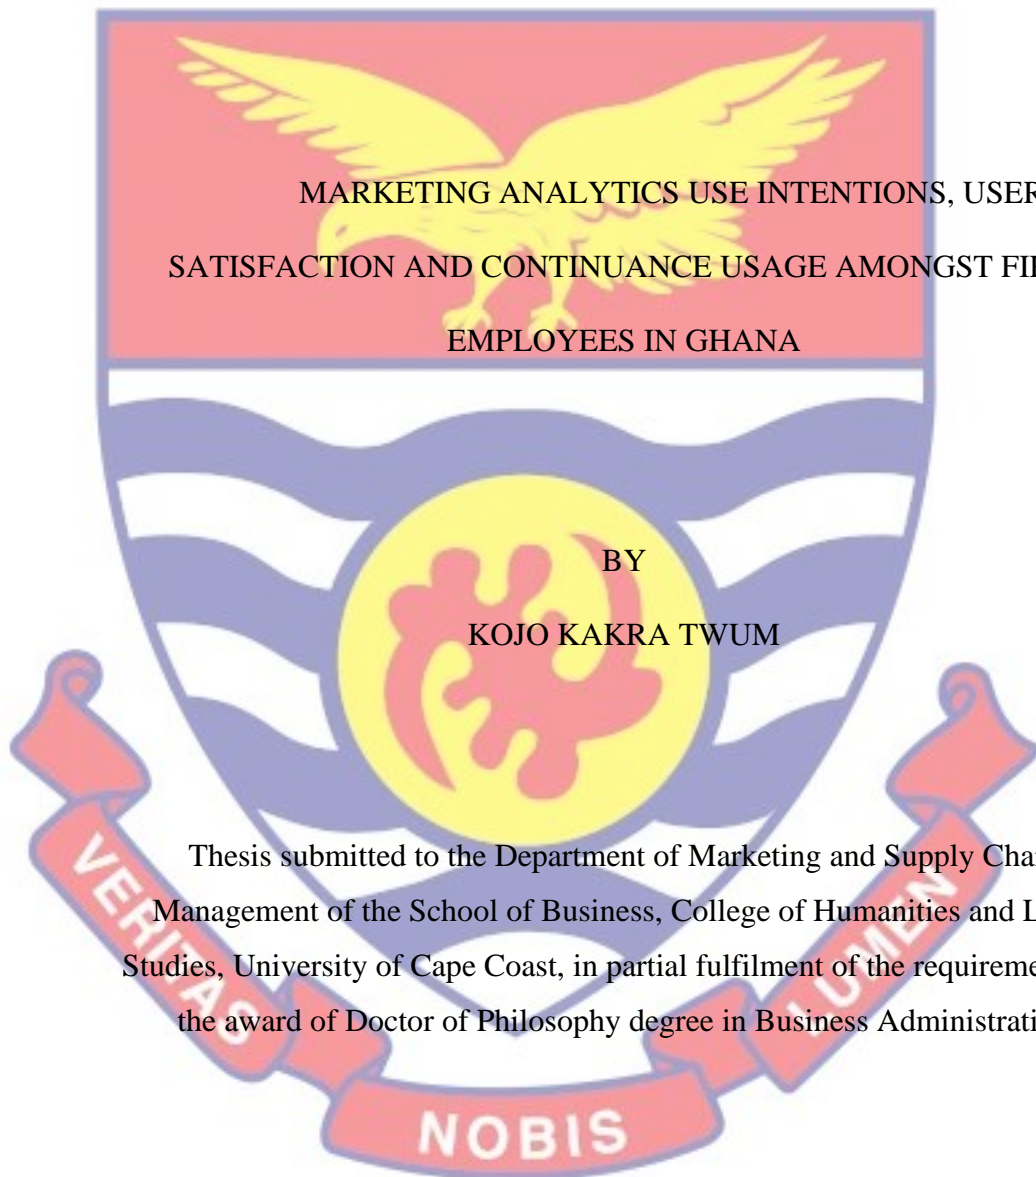 MARKETING ANALYTICS USE INTENTIONS, USER
SATISFACTION AND CONTINUANCE USAGE AMONGST
EMPLOYEES IN GHANA
BY
KOJO KAKRA TWUM
Thesis submitted to the Department of Marketing and Supply
Management of the School of Business, College of Humanities and
Studies, University of Cape Coast, in partial fulfilment of the
the award of Doctor of Philosophy degree in Business
VERITAS
NOBIS
LUMEN